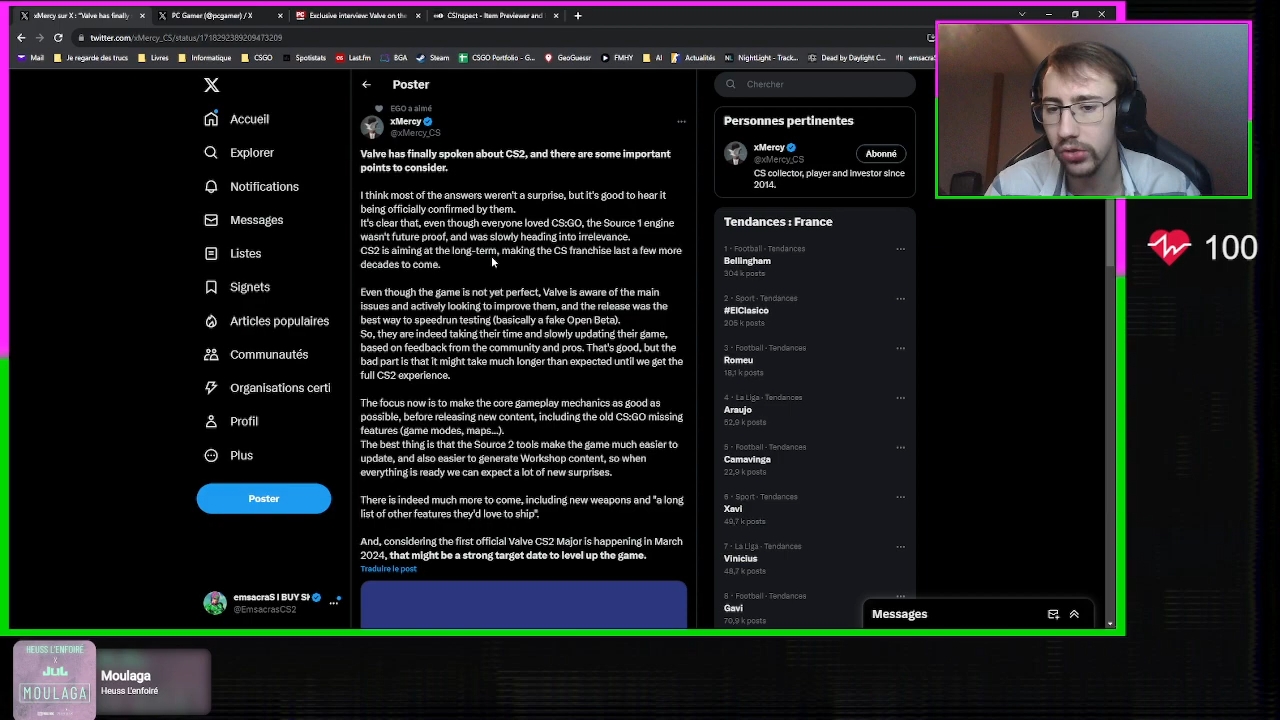 xMercy sur X : "Valve has finally
PC Gamer (@pcgamer) / X
Exclusive interview: Valve on the
CSInspect - Item Previewer and
twitter.com/xMercy_CS/status/1718292389209473209
Mail
Je regarde des trucs
Livres
Informatique
CSGO
Spotistats
Last.fm
BGA
Steam
CSGO Portfolio - G...
GeoGuessr
FMHY
AI
Actualités
NightLight - Track...
Dead by Daylight C...
emsacraS
Accueil
Explorer
Notifications
Messages
Listes
Signets
Articles populaires
Communautés
Organisations certi
Profil
Plus
Poster
emsacraS I BUY SK
@EmsacrasCS2
Poster
EGO a aimé
xMercy
@xMercy_CS
Valve has finally spoken about CS2, and there are some important
points to consider.
I think most of the answers weren't a surprise, but it's good to hear it
being officially confirmed by them.
It's clear that, even though everyone loved CS:GO, the Source 1 engine
wasn't future proof, and was slowly heading into irrelevance.
CS2 is aiming at the long-term, making the CS franchise last a few more
decades to come.
Even though the game is not yet perfect, Valve is aware of the main
issues and actively looking to improve them, and the release was the
best way to speedrun testing (basically a fake Open Beta).
So, they are indeed taking their time and slowly updating their game,
based on feedback from the community and pros. That's good, but the
bad part is that it might take much longer than expected until we get the
full CS2 experience.
The focus now is to make the core gameplay mechanics as good as
possible, before releasing new content, including the old CS:GO missing
features (game modes, maps...).
The best thing is that the Source 2 tools make the game much easier to
update, and also easier to generate Workshop content, so when
everything is ready we can expect a lot of new surprises.
There is indeed much more to come, including new weapons and "a long
list of other features they'd love to ship".
And, considering the first official Valve CS2 Major is happening in March
2024, that might be a strong target date to level up the game.
Traduire le post
Chercher
Personnes pertinentes
xMercy
@xMercy_CS
Abonné
CS collector, player and investor since
2014.
Tendances : France
1 · Football · Tendances
Bellingham
304 k posts
2 · Sport · Tendances
#ElClasico
205 k posts
3 · Football · Tendances
Romeu
18,1 k posts
4 · La Liga · Tendances
Araujo
52,9 k posts
5 · Football · Tendances
Camavinga
22,9 k posts
6 · Sport · Tendances
Xavi
49,7 k posts
7 · La Liga · Tendances
Vinicius
48,7 k posts
8 · Football · Tendances
Gavi
70,9 k posts
Messages
100
HEUSS L'ENFOIRÉ
X
JUL
MOULAGA
Moulaga
Heuss L'enfoiré